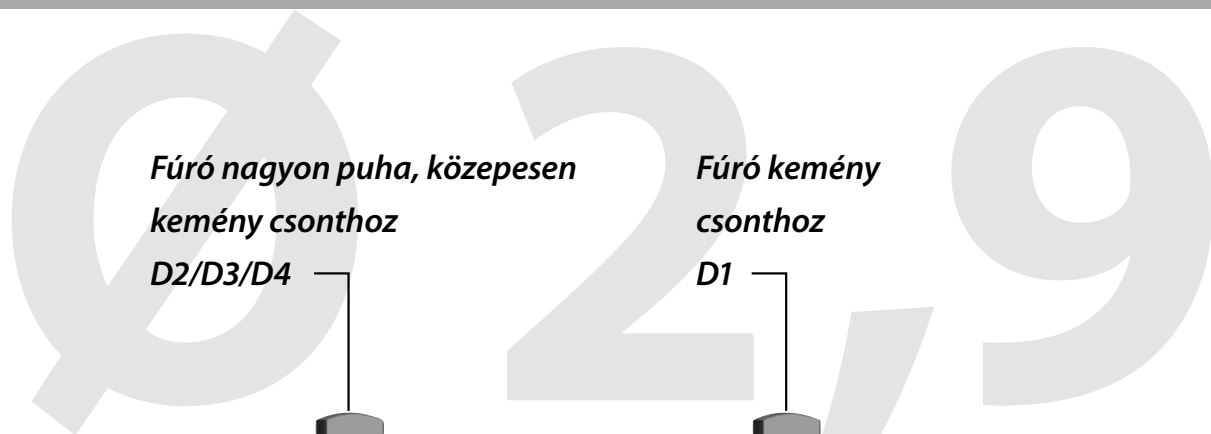 Ø 2,9
Fúró nagyon puha, közepesen
kemény csonthoz
D2/D3/D4
Fúró kemény
csonthoz
D1